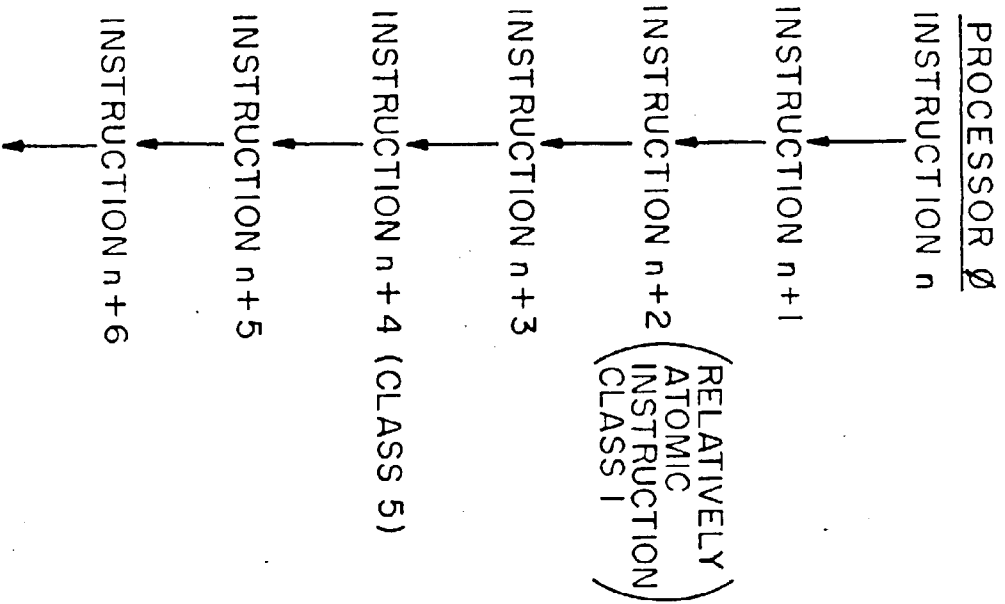 PROCESSOR Ø
INSTRUCTION n
INSTRUCTION n+1
INSTRUCTION n+2 (RELATIVELY
ATOMIC
INSTRUCTION
CLASS 1)
INSTRUCTION n+3
INSTRUCTION n+4 (CLASS 5)
INSTRUCTION n+5
INSTRUCTION n+6